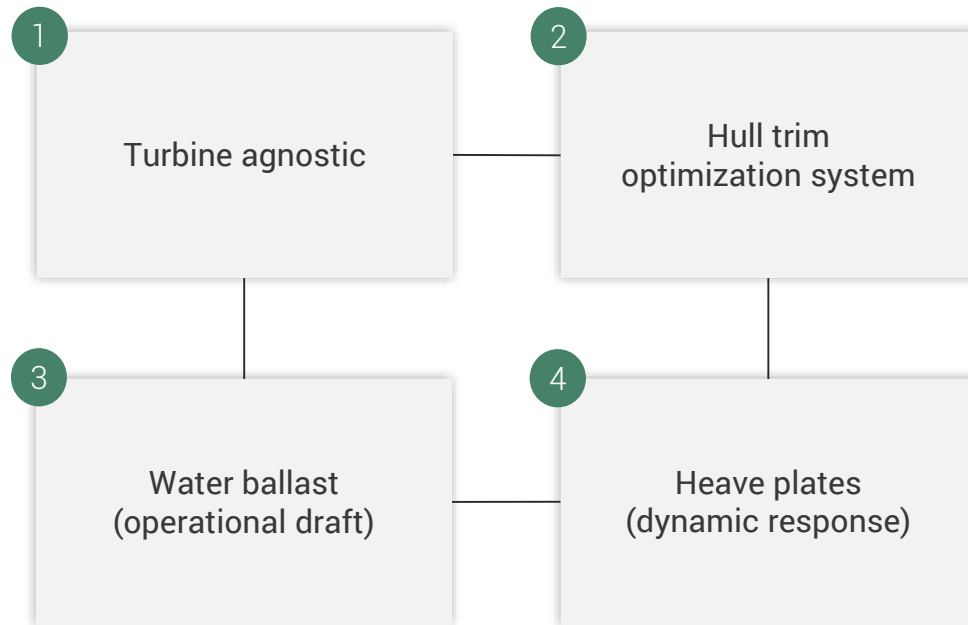 1
Turbine agnostic
2
Hull trim
optimization system
3
Water ballast
(operational draft)
4
Heave plates
(dynamic response)